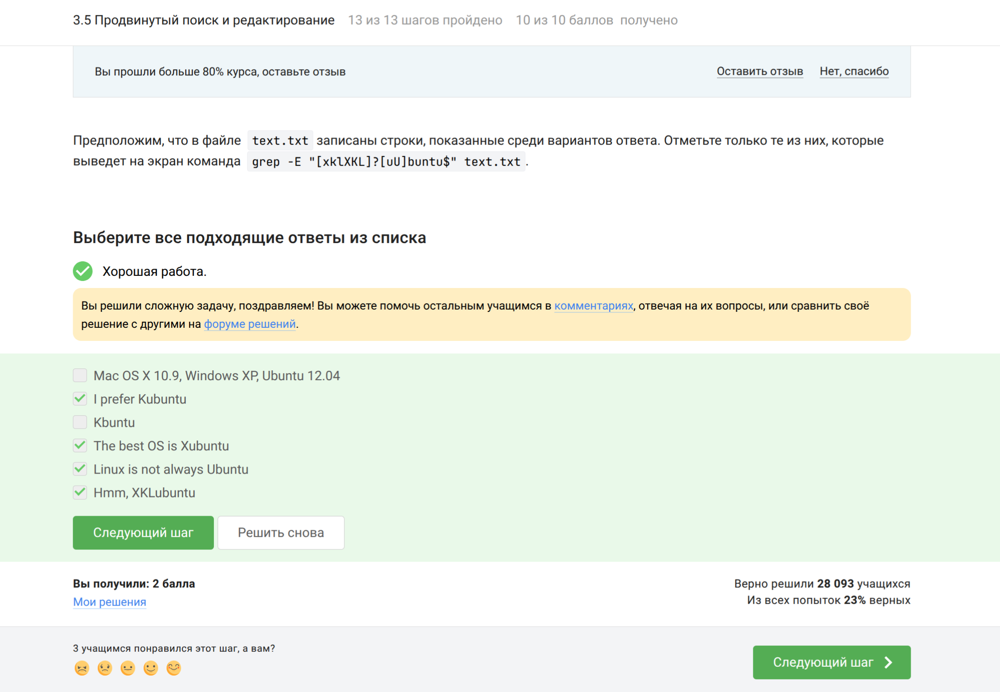 3.5 Продвинутый поиск и редактирование 13 из 13 шагов пройдено 10 из 10 баллов получено
Вы прошли больше 80% курса, оставьте отзыв Оставить отзыв Нет, спасибо
Предположим, что в файле text.txt записаны строки, показанные среди вариантов ответа. Отметьте только те из них, которые
выведет на экран команда grep -E "[xklXKL]?[uU]buntu$" text.txt.
Выберите все подходящие ответы из списка
Хорошая работа.
Вы решили сложную задачу, поздравляем! Вы можете помочь остальным учащимся в комментариях, отвечая на их вопросы, или сравнить своё
решение с другими на форуме решений.
Mac OS X 10.9, Windows XP, Ubuntu 12.04
I prefer Kubuntu
Kbuntu
The best OS is Xubuntu
Linux is not always Ubuntu
Hmm, XKLubuntu
Следующий шаг Решить снова
Вы получили: 2 балла Верно решили 28 093 учащихся
Мои решения Из всех попыток 23% верных
3 учащимся понравился этот шаг, а вам?
Следующий шаг